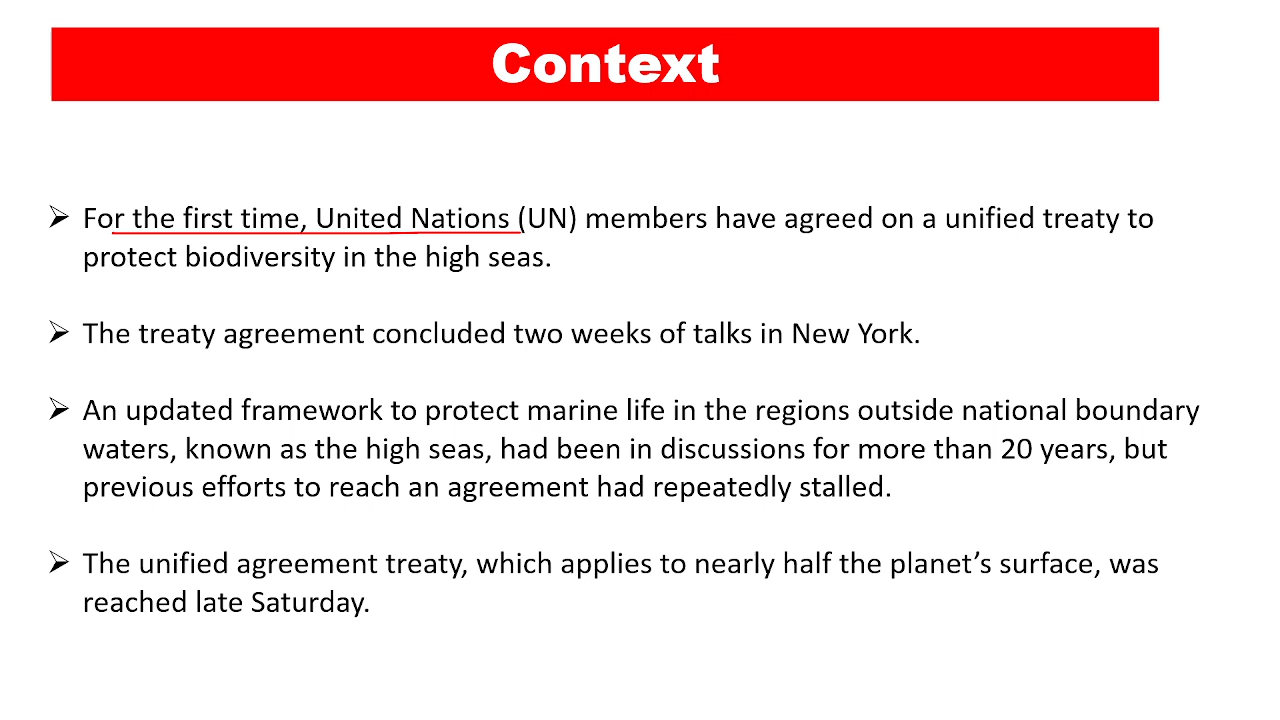 Context
➢ For the first time, United Nations (UN) members have agreed on a unified treaty to
protect biodiversity in the high seas.
➢ The treaty agreement concluded two weeks of talks in New York.
➢ An updated framework to protect marine life in the regions outside national boundary
waters, known as the high seas, had been in discussions for more than 20 years, but
previous efforts to reach an agreement had repeatedly stalled.
➢ The unified agreement treaty, which applies to nearly half the planet’s surface, was
reached late Saturday.